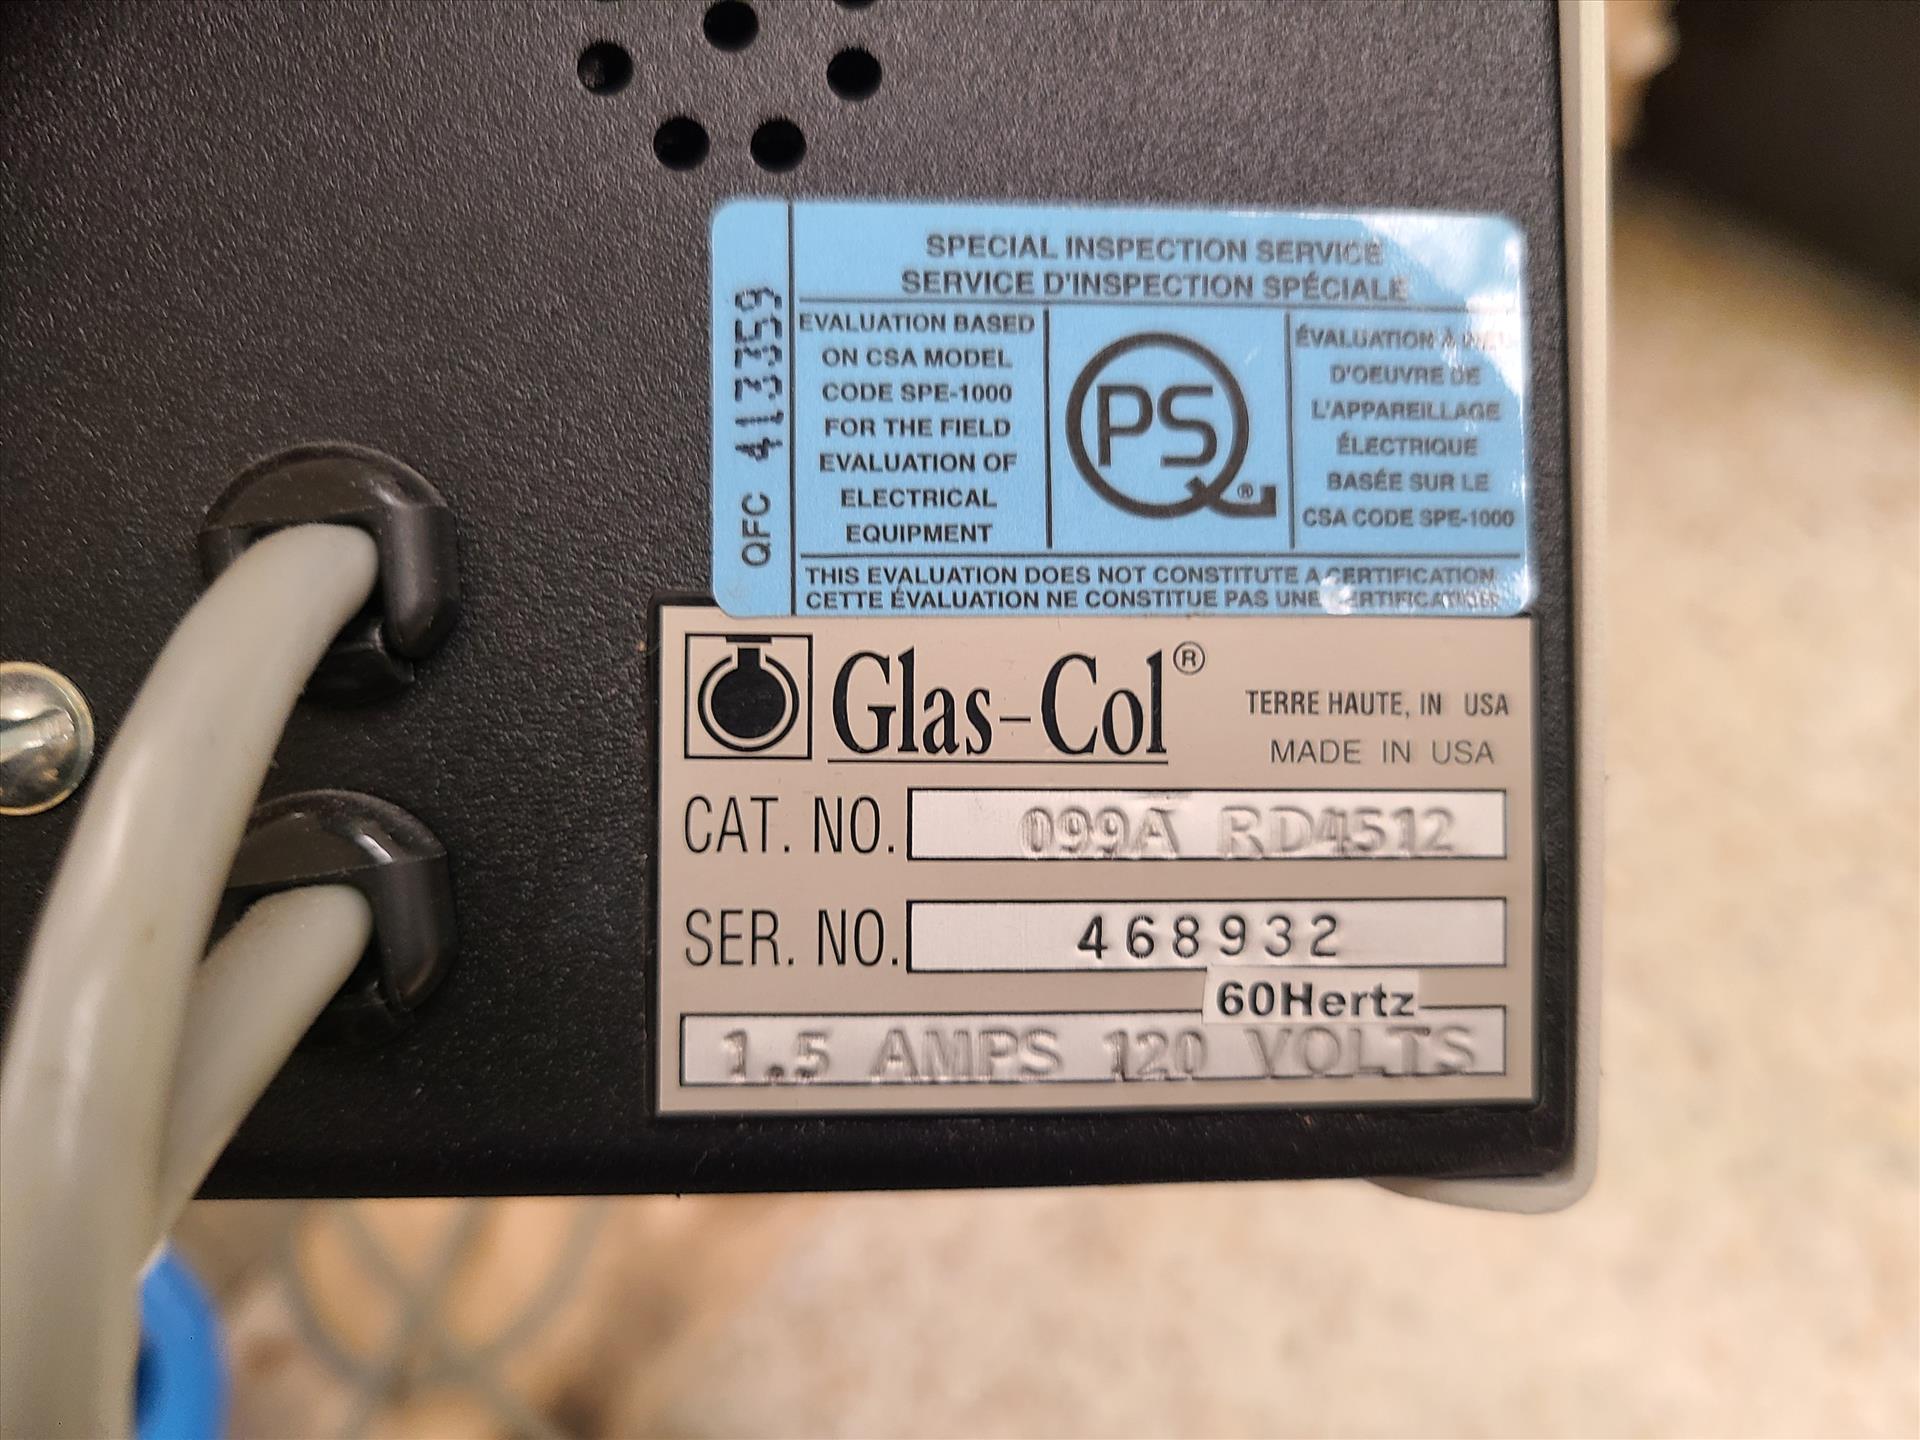 SPECIAL INSPECTION SERVICE
SERVICE D'INSPECTION SPÉCIALE
QFC 413359
EVALUATION BASED
ON CSA MODEL
CODE SPE-1000
FOR THE FIELD
EVALUATION OF
ELECTRICAL
EQUIPMENT
QPS®
ÉVALUATION À
D'OEUVRE DE
L'APPAREILLAGE
ÉLECTRIQUE
BASÉE SUR LE
CSA CODE SPE-1000
THIS EVALUATION DOES NOT CONSTITUTE A CERTIFICATION
CETTE ÉVALUATION NE CONSTITUE PAS UNE CERTIFICATION
Glas-Col®
TERRE HAUTE, IN USA
MADE IN USA
CAT. NO. 099A RD4512
SER. NO. 468932
60Hertz
1.5 AMPS 120 VOLTS